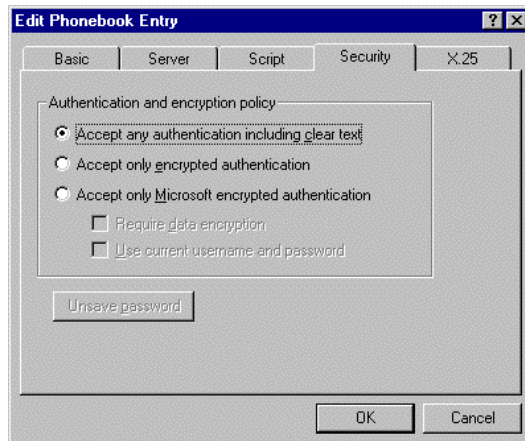 Edit Phonebook Entry
Basic Server Script Security X.25
Authentication and encryption policy
Accept any authentication including clear text
Accept only encrypted authentication
Accept only Microsoft encrypted authentication
Require data encryption
Use current username and password
Unsave password
OK Cancel